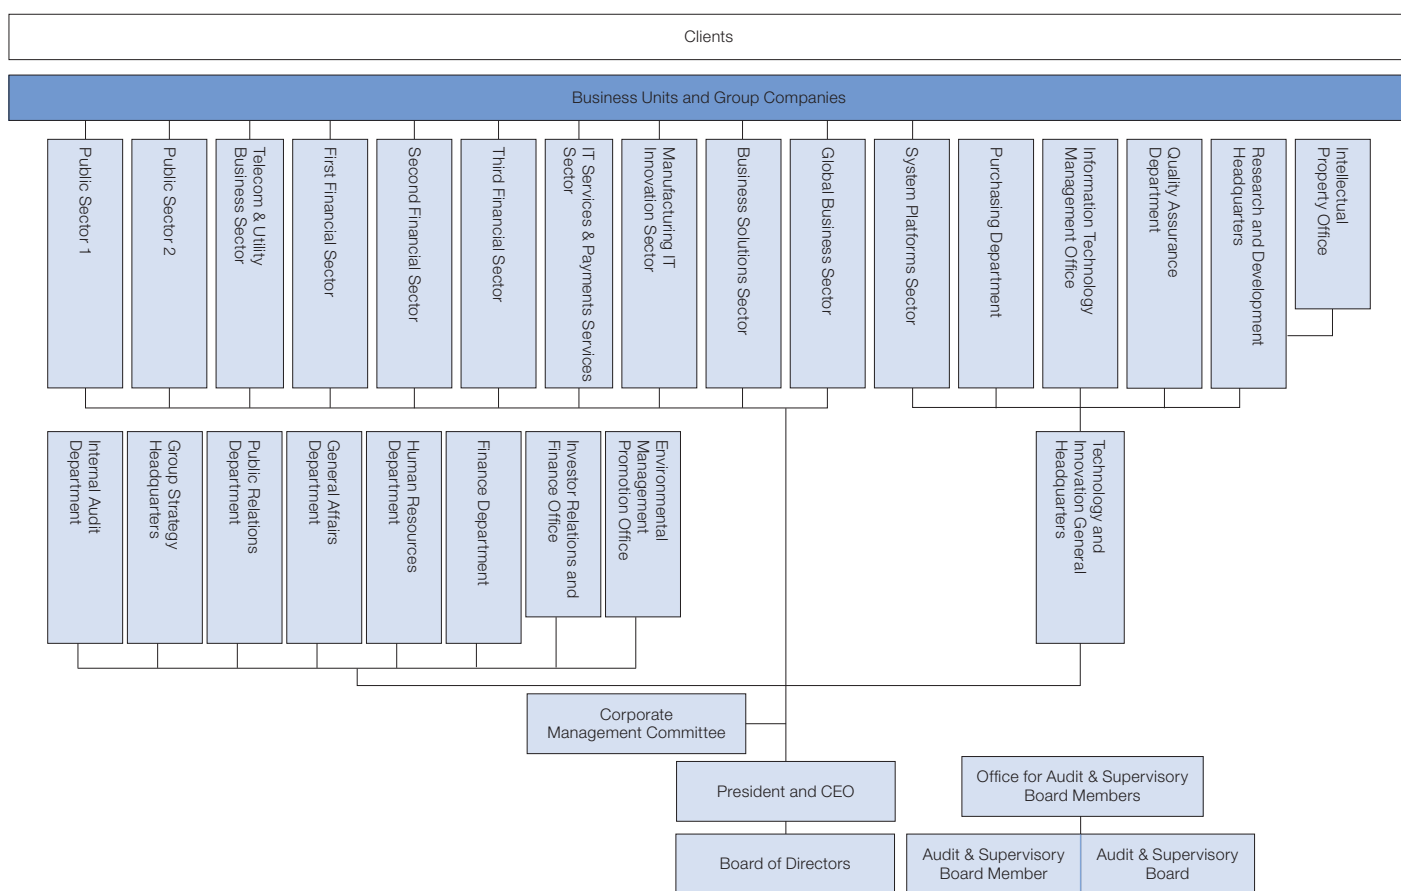 Clients
Business Units and Group Companies
Public Sector 1
Public Sector 2
Telecom & Utility
Business Sector
First Financial Sector
Second Financial Sector
Third Financial Sector
IT Services & Payments Services
Sector
Manufacturing IT
Innovation Sector
Business Solutions Sector
Global Business Sector
System Platforms Sector
Purchasing Department
Information Technology
Management Office
Quality Assurance
Department
Research and Development
Headquarters
Intellectual
Property Office
Internal Audit
Department
Group Strategy
Headquarters
Public Relations
Department
General Affairs
Department
Human Resources
Department
Finance Department
Investor Relations and
Finance Office
Environmental
Management
Promotion Office
Technology and
Innovation General
Headquarters
Corporate
Management Committee
President and CEO
Office for Audit & Supervisory
Board Members
Board of Directors
Audit & Supervisory
Board Member
Audit & Supervisory
Board